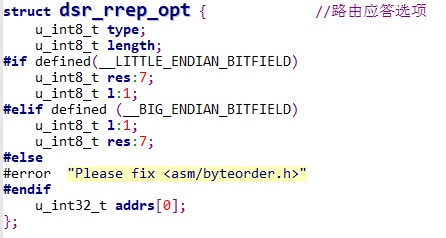 struct dsr_rrep_opt {                //路由应答选项
    u_int8_t type;
    u_int8_t length;
#if defined(__LITTLE_ENDIAN_BITFIELD)
    u_int8_t res:7;
    u_int8_t l:1;
#elif defined (__BIG_ENDIAN_BITFIELD)
    u_int8_t l:1;
    u_int8_t res:7;
#else
#error  "Please fix <asm/byteorder.h>"
#endif
    u_int32_t addrs[0];
};